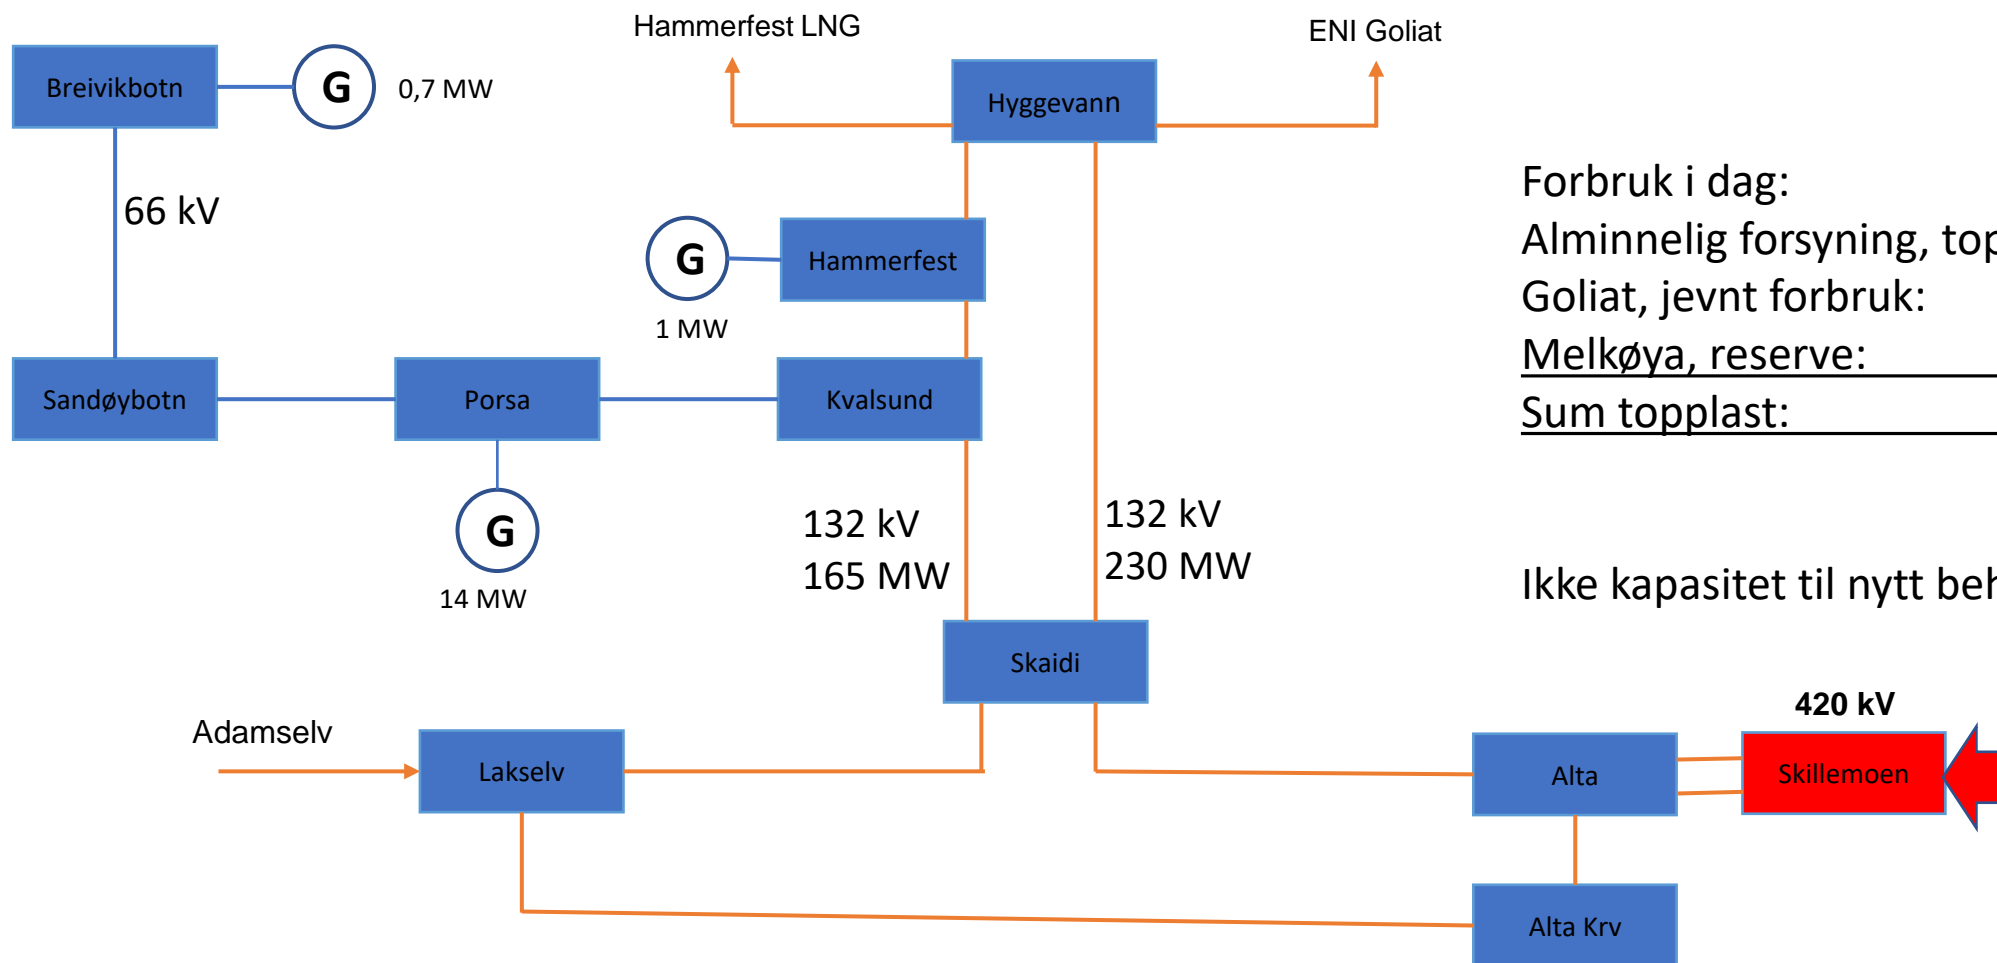 Hammerfest LNG
ENI Goliat
Breivikbotn
G
0,7 MW
Hyggevann
66 kV
G
Hammerfest
1 MW
Forbruk i dag:
Alminnelig forsyning,
Goliat, jevnt forbruk:
Melkøya, reserve:
Sum topplast:
Sandøybotn
Porsa
Kvalsund
G
14 MW
132 kV
165 MW
132 kV
230 MW
Ikke kapasitet til nytt
Skaidi
420 kV
Adamselv
Lakselv
Alta
Skillemoen
Alta Krv